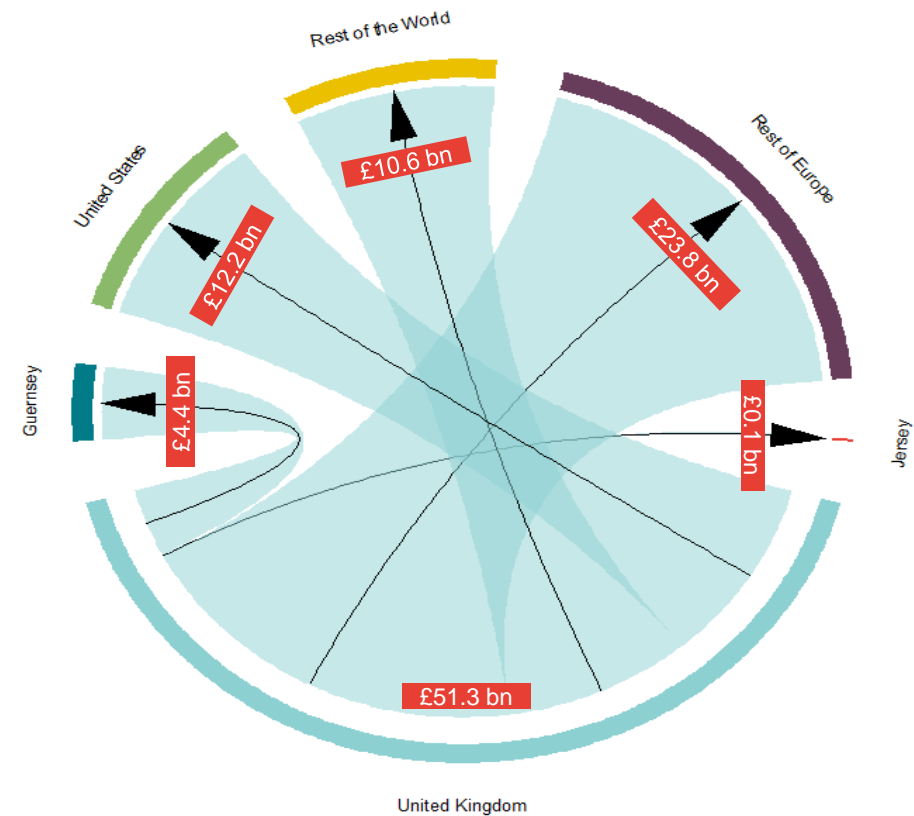 Rest of the World
Rest of Europe
United States
£10.6 bn
£23.8 bn
£12.2 bn
Guernsey
£4.4 bn
£0.1 bn
Jersey
£51.3 bn
United Kingdom